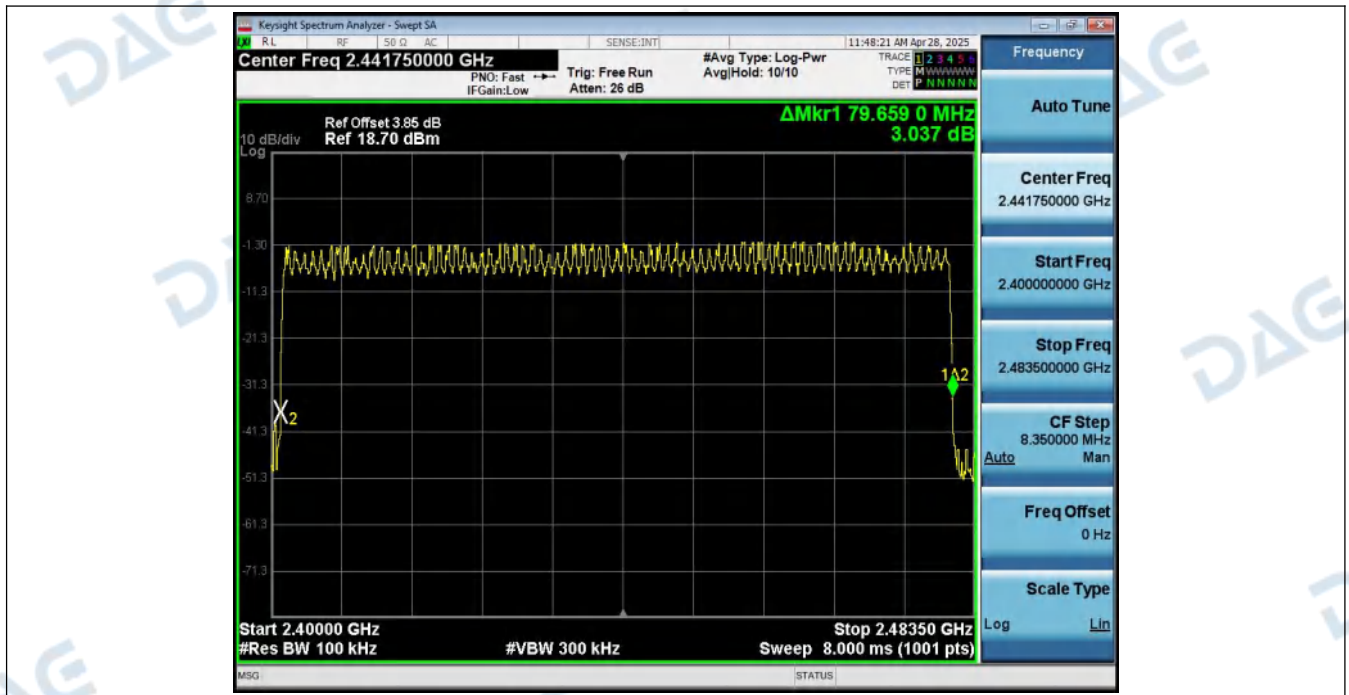 DAG
Keysight Spectrum Analyzer - Swept SA
LXI RL RF 50 Ω AC SENSE:INT 11:48:21 AM Apr 28, 2025
Center Freq 2.441750000 GHz
PNO: Fast
IFGain:Low
Trig: Free Run
Atten: 26 dB
#Avg Type: Log-Pwr
Avg|Hold: 10/10
TRACE 1 2 3 4 5 6
TYPE M WWWWW
DET P N N N N N
ΔMkr1 79.659 0 MHz
3.037 dB
Ref Offset 3.85 dB
10 dB/div Ref 18.70 dBm
Log
8.70
-1.30
-11.3
-21.3
-31.3
-41.3
-51.3
-61.3
-71.3
1Δ2
X2
Start 2.40000 GHz Stop 2.48350 GHz
#Res BW 100 kHz #VBW 300 kHz Sweep 8.000 ms (1001 pts)
MSG STATUS
Frequency
Auto Tune
Center Freq
2.441750000 GHz
Start Freq
2.400000000 GHz
Stop Freq
2.483500000 GHz
CF Step
8.350000 MHz
Auto Man
Freq Offset
0 Hz
Scale Type
Log Lin
DAG